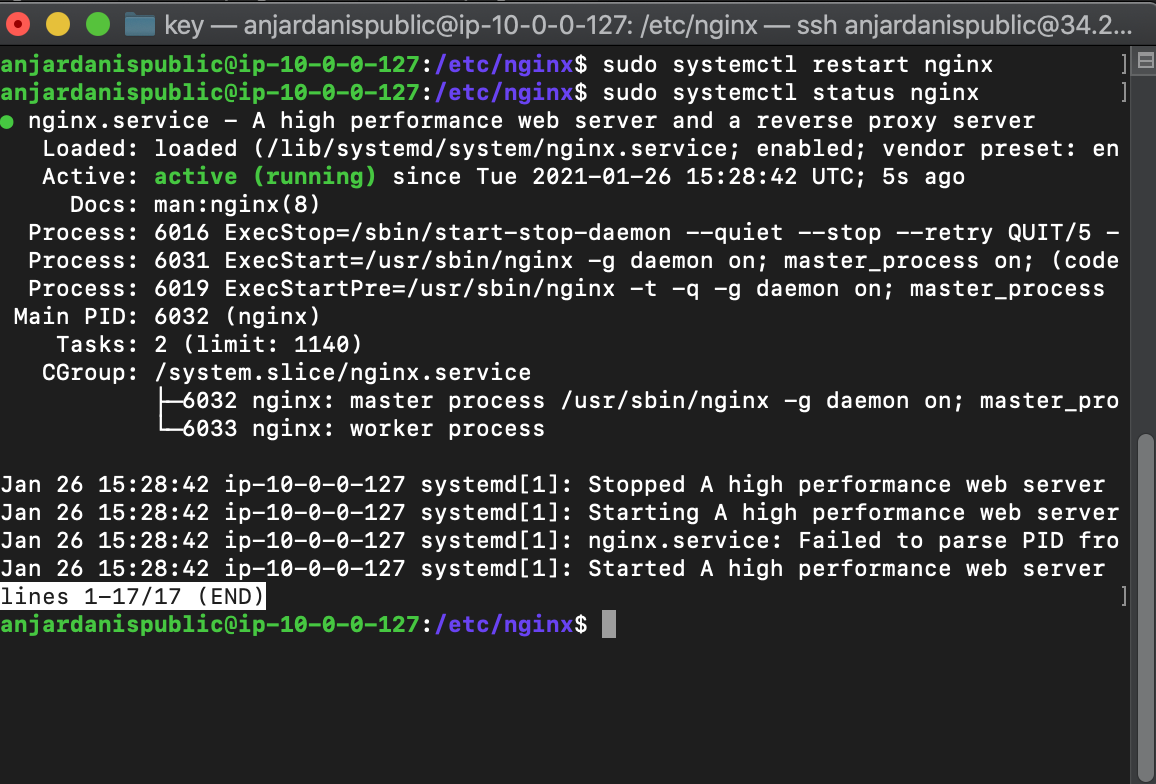 key — anjardanispublic@ip-10-0-0-127: /etc/nginx — ssh anjardanispublic@34.2...
anjardanispublic@ip-10-0-0-127:/etc/nginx$ sudo systemctl restart nginx ]
anjardanispublic@ip-10-0-0-127:/etc/nginx$ sudo systemctl status nginx ]
● nginx.service - A high performance web server and a reverse proxy server
   Loaded: loaded (/lib/systemd/system/nginx.service; enabled; vendor preset: en
   Active: active (running) since Tue 2021-01-26 15:28:42 UTC; 5s ago
     Docs: man:nginx(8)
  Process: 6016 ExecStop=/sbin/start-stop-daemon --quiet --stop --retry QUIT/5 -
  Process: 6031 ExecStart=/usr/sbin/nginx -g daemon on; master_process on; (code
  Process: 6019 ExecStartPre=/usr/sbin/nginx -t -q -g daemon on; master_process
 Main PID: 6032 (nginx)
    Tasks: 2 (limit: 1140)
   CGroup: /system.slice/nginx.service
           ├─6032 nginx: master process /usr/sbin/nginx -g daemon on; master_pro
           └─6033 nginx: worker process
Jan 26 15:28:42 ip-10-0-0-127 systemd[1]: Stopped A high performance web server
Jan 26 15:28:42 ip-10-0-0-127 systemd[1]: Starting A high performance web server
Jan 26 15:28:42 ip-10-0-0-127 systemd[1]: nginx.service: Failed to parse PID fro
Jan 26 15:28:42 ip-10-0-0-127 systemd[1]: Started A high performance web server
lines 1-17/17 (END) ]
anjardanispublic@ip-10-0-0-127:/etc/nginx$